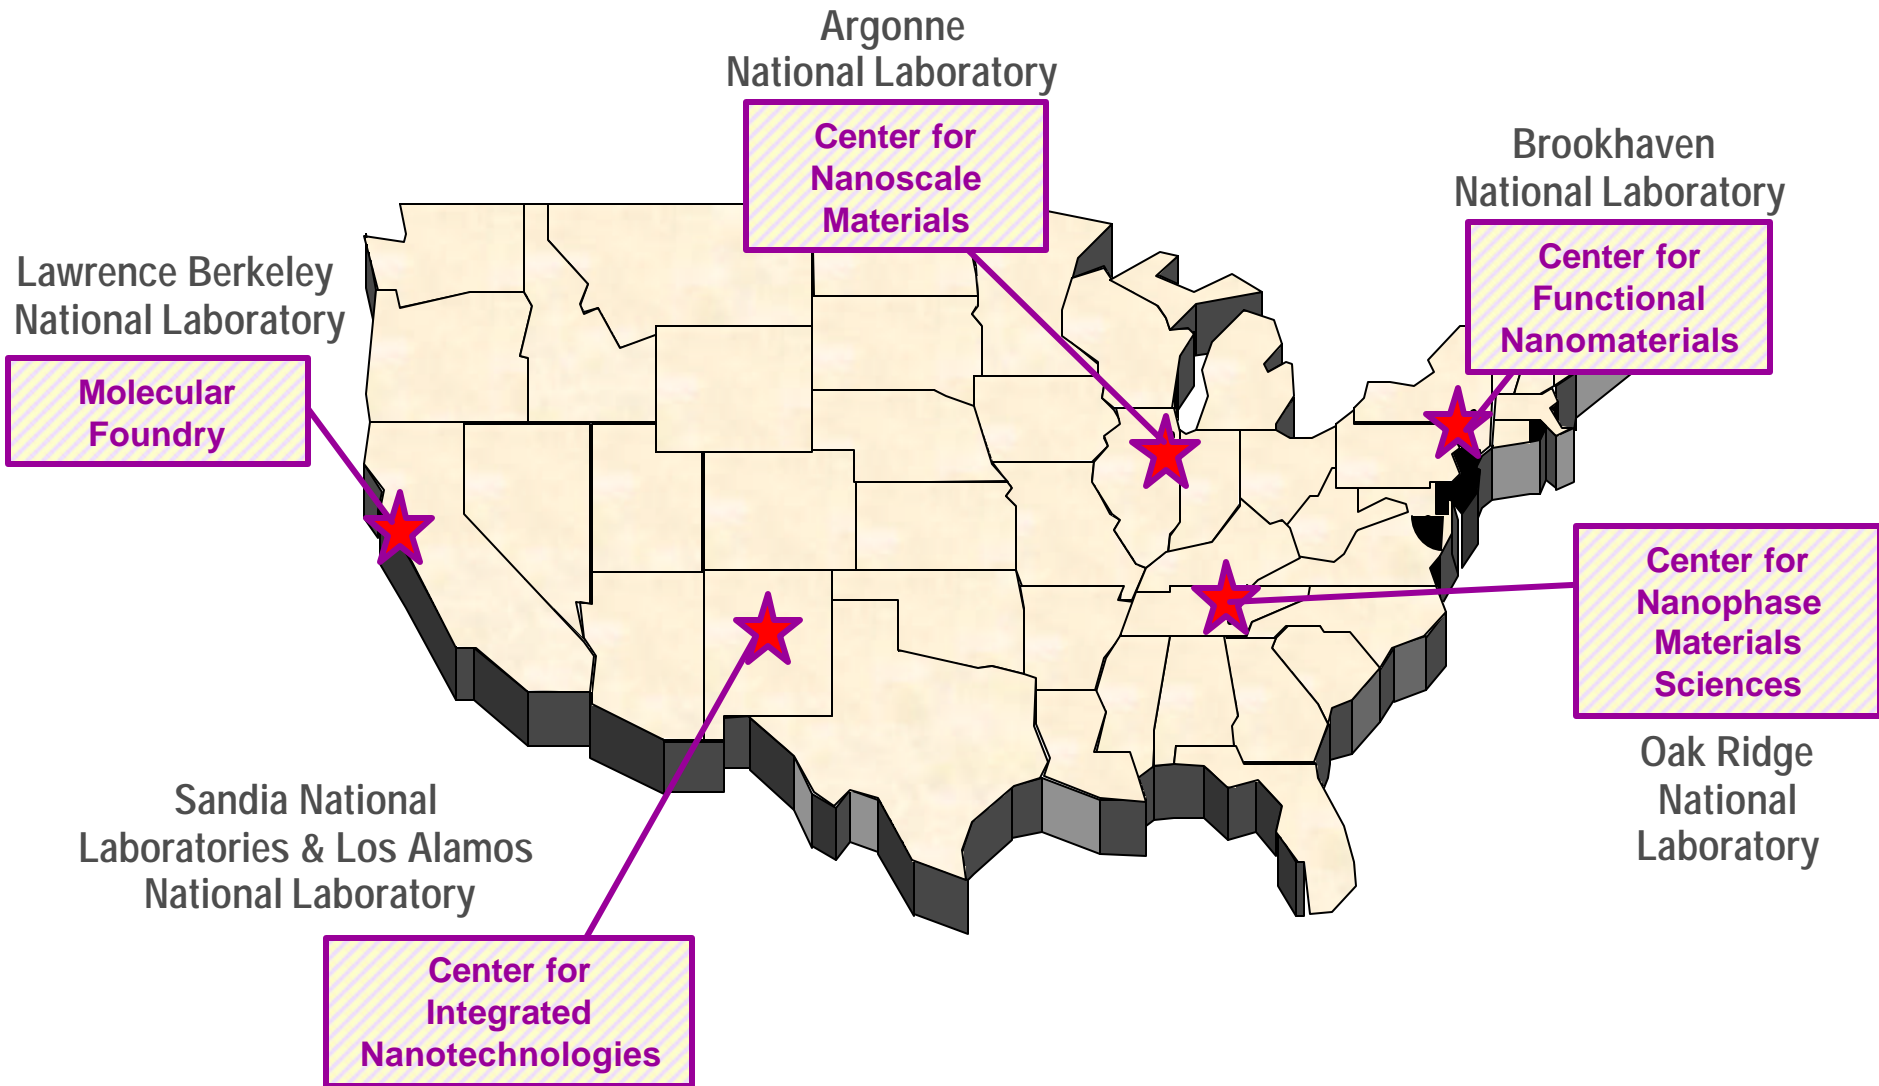 Argonne
National Laboratory
Center for
Nanoscale
Materials
Brookhaven
National Laboratory
Center for
Functional
Nanomaterials
Lawrence Berkeley
National Laboratory
Molecular
Foundry
Center for
Nanophase
Materials
Sciences
Oak Ridge
National
Laboratory
Sandia National
Laboratories & Los Alamos
National Laboratory
Center for
Integrated
Nanotechnologies